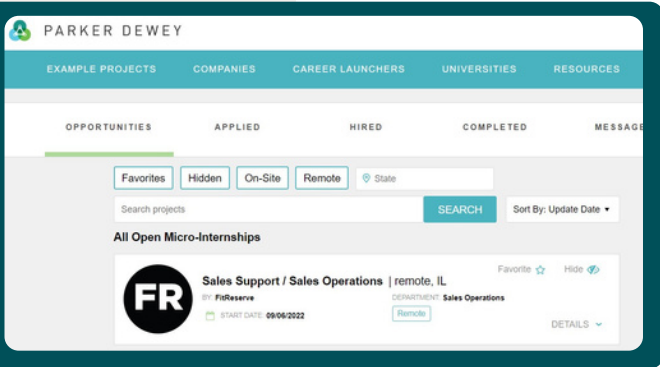 PARKER DEWEY
EXAMPLE PROJECTS COMPANIES CAREER LAUNCHERS UNIVERSITIES RESOURCES
OPPORTUNITIES APPLIED HIRED COMPLETED MESSAGE
Favorites Hidden On-Site Remote State
Search projects SEARCH Sort By: Update Date
All Open Micro-Internships
Favorite Hide
FR Sales Support / Sales Operations | remote, IL
BY: FitReserve DEPARTMENT: Sales Operations
START DATE: 09/06/2022 Remote
DETAILS